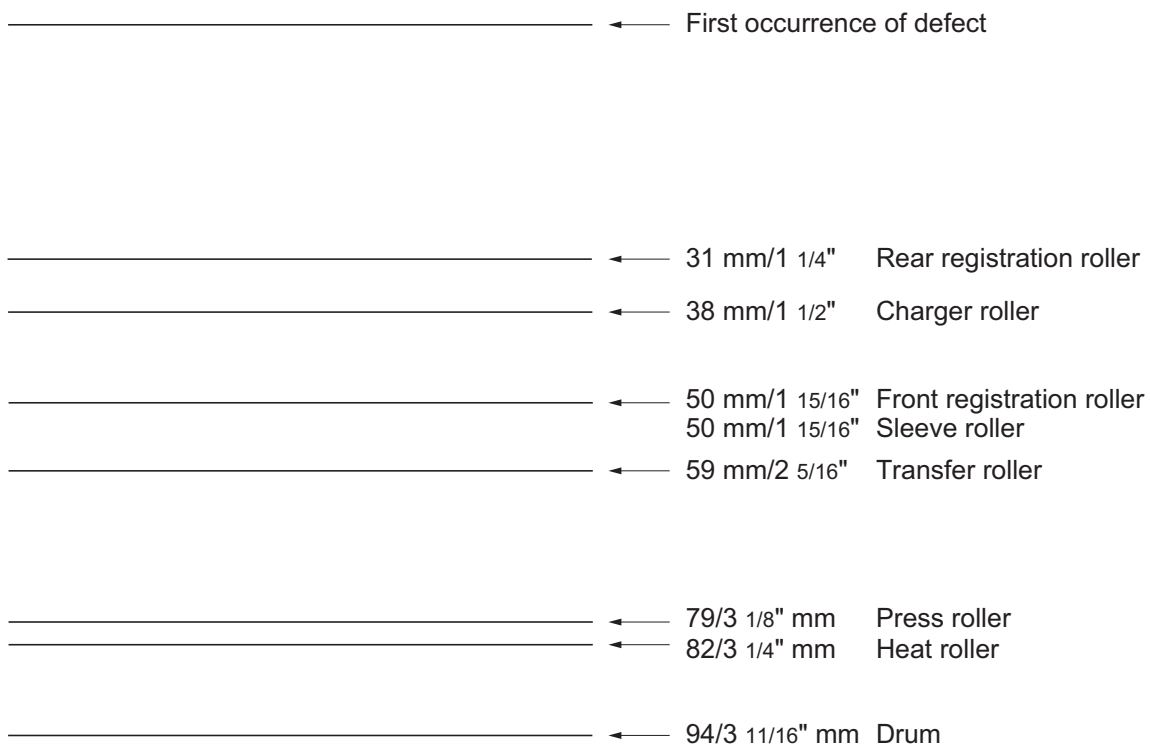 First occurrence of defect
31 mm/1 1/4" Rear registration roller
38 mm/1 1/2" Charger roller
50 mm/1 15/16" Front registration roller
50 mm/1 15/16" Sleeve roller
59 mm/2 5/16" Transfer roller
79/3 1/8" mm Press roller
82/3 1/4" mm Heat roller
94/3 11/16" mm Drum